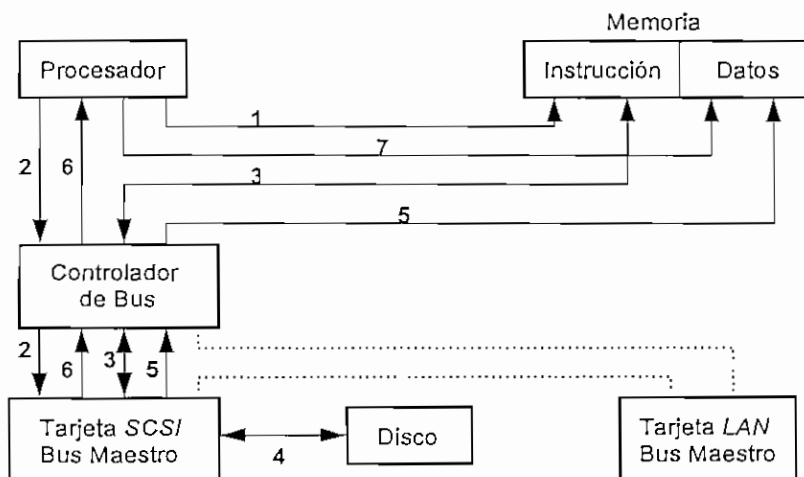 Memoria
Procesador
Instrucción
Datos
1
7
2
6
3
5
Controlador
de Bus
2
6
3
5
Tarjeta SCSI
Bus Maestro
4
Disco
Tarjeta LAN
Bus Maestro